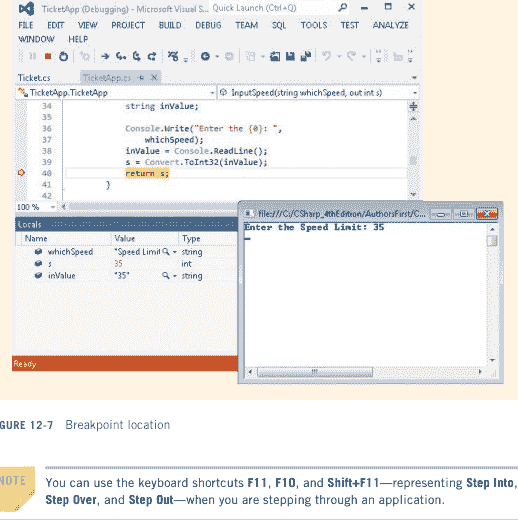 TicketApp (Debugging) - Microsoft Visual S... Quick Launch (Ctrl+Q)
FILE EDIT VIEW PROJECT BUILD DEBUG TEAM SQL TOOLS TEST ANALYZE
WINDOW HELP
Ticket.cs TicketApp.cs
TicketApp.TicketApp InputSpeed(string whichSpeed, out int s)
34 string inValue;
35
36 Console.Write("Enter the {0}: ",
37 whichSpeed);
38 inValue = Console.ReadLine();
39 s = Convert.ToInt32(inValue);
40 return s;
41 }
42
100 %
Locals
Name Value Type
whichSpeed "Speed Limit string
s 35 int
inValue "35" string
Ready
file:///C:/CSharp_4thEdition/AuthorsFirst/C...
Enter the Speed Limit: 35
GURE 12-7 Breakpoint location
NOTE
You can use the keyboard shortcuts F11, F10, and Shift+F11—representing Step Into,
Step Over, and Step Out—when you are stepping through an application.